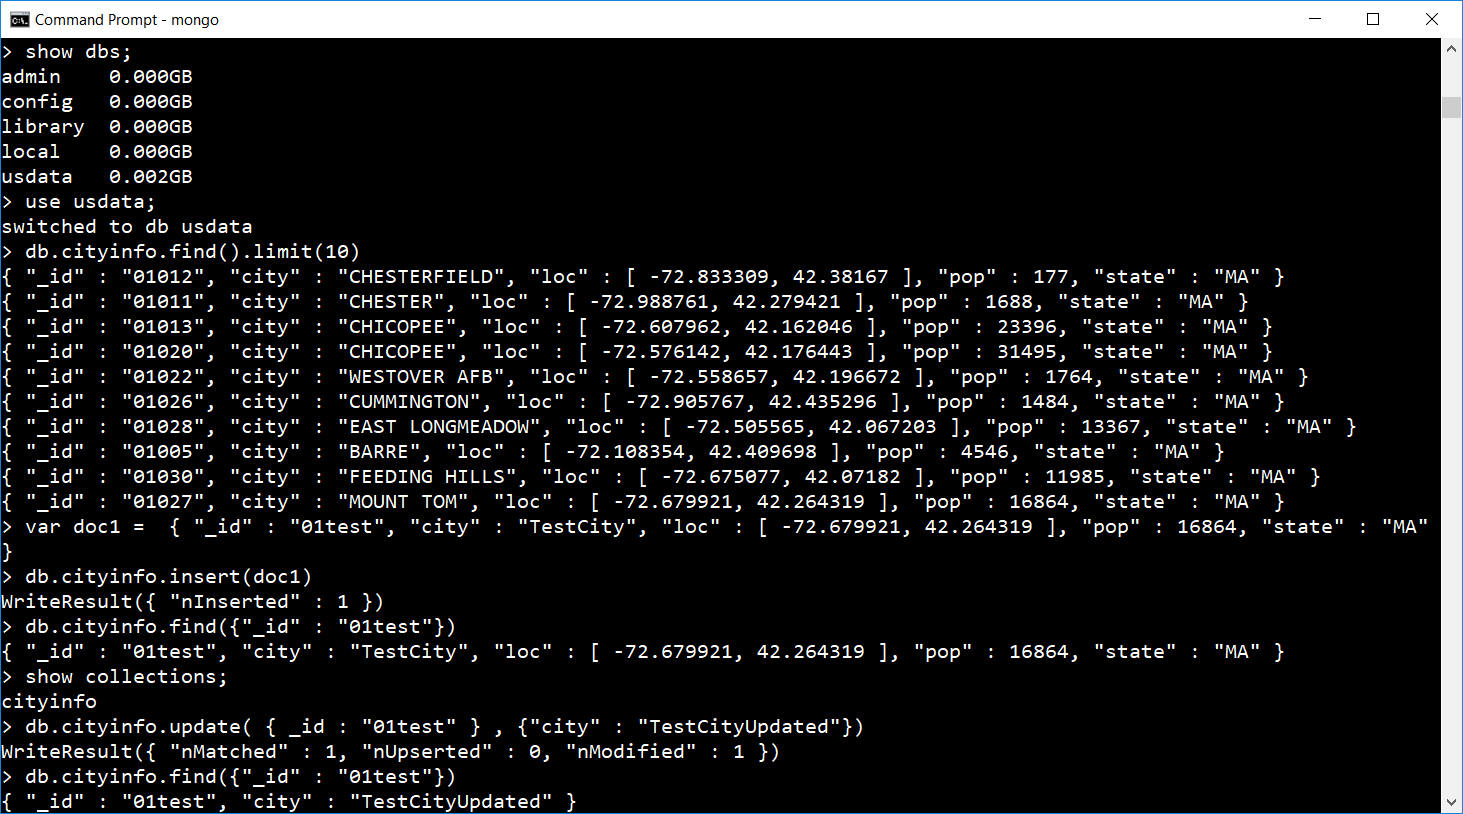 Command Prompt - mongo
> show dbs;
admin    0.000GB
config   0.000GB
library  0.000GB
local    0.000GB
usdata   0.002GB
> use usdata;
switched to db usdata
> db.cityinfo.find().limit(10)
{ "_id" : "01012", "city" : "CHESTERFIELD", "loc" : [ -72.833309, 42.38167 ], "pop" : 177, "state" : "MA" }
{ "_id" : "01011", "city" : "CHESTER", "loc" : [ -72.988761, 42.279421 ], "pop" : 1688, "state" : "MA" }
{ "_id" : "01013", "city" : "CHICOPEE", "loc" : [ -72.607962, 42.162046 ], "pop" : 23396, "state" : "MA" }
{ "_id" : "01020", "city" : "CHICOPEE", "loc" : [ -72.576142, 42.176443 ], "pop" : 31495, "state" : "MA" }
{ "_id" : "01022", "city" : "WESTOVER AFB", "loc" : [ -72.558657, 42.196672 ], "pop" : 1764, "state" : "MA" }
{ "_id" : "01026", "city" : "CUMMINGTON", "loc" : [ -72.905767, 42.435296 ], "pop" : 1484, "state" : "MA" }
{ "_id" : "01028", "city" : "EAST LONGMEADOW", "loc" : [ -72.505565, 42.067203 ], "pop" : 13367, "state" : "MA" }
{ "_id" : "01005", "city" : "BARRE", "loc" : [ -72.108354, 42.409698 ], "pop" : 4546, "state" : "MA" }
{ "_id" : "01030", "city" : "FEEDING HILLS", "loc" : [ -72.675077, 42.07182 ], "pop" : 11985, "state" : "MA" }
{ "_id" : "01027", "city" : "MOUNT TOM", "loc" : [ -72.679921, 42.264319 ], "pop" : 16864, "state" : "MA" }
> var doc1 =  { "_id" : "01test", "city" : "TestCity", "loc" : [ -72.679921, 42.264319 ], "pop" : 16864, "state" : "MA"
}
> db.cityinfo.insert(doc1)
WriteResult({ "nInserted" : 1 })
> db.cityinfo.find({"_id" : "01test"})
{ "_id" : "01test", "city" : "TestCity", "loc" : [ -72.679921, 42.264319 ], "pop" : 16864, "state" : "MA" }
> show collections;
cityinfo
> db.cityinfo.update( { _id : "01test" } , {"city" : "TestCityUpdated"})
WriteResult({ "nMatched" : 1, "nUpserted" : 0, "nModified" : 1 })
> db.cityinfo.find({"_id" : "01test"})
{ "_id" : "01test", "city" : "TestCityUpdated" }